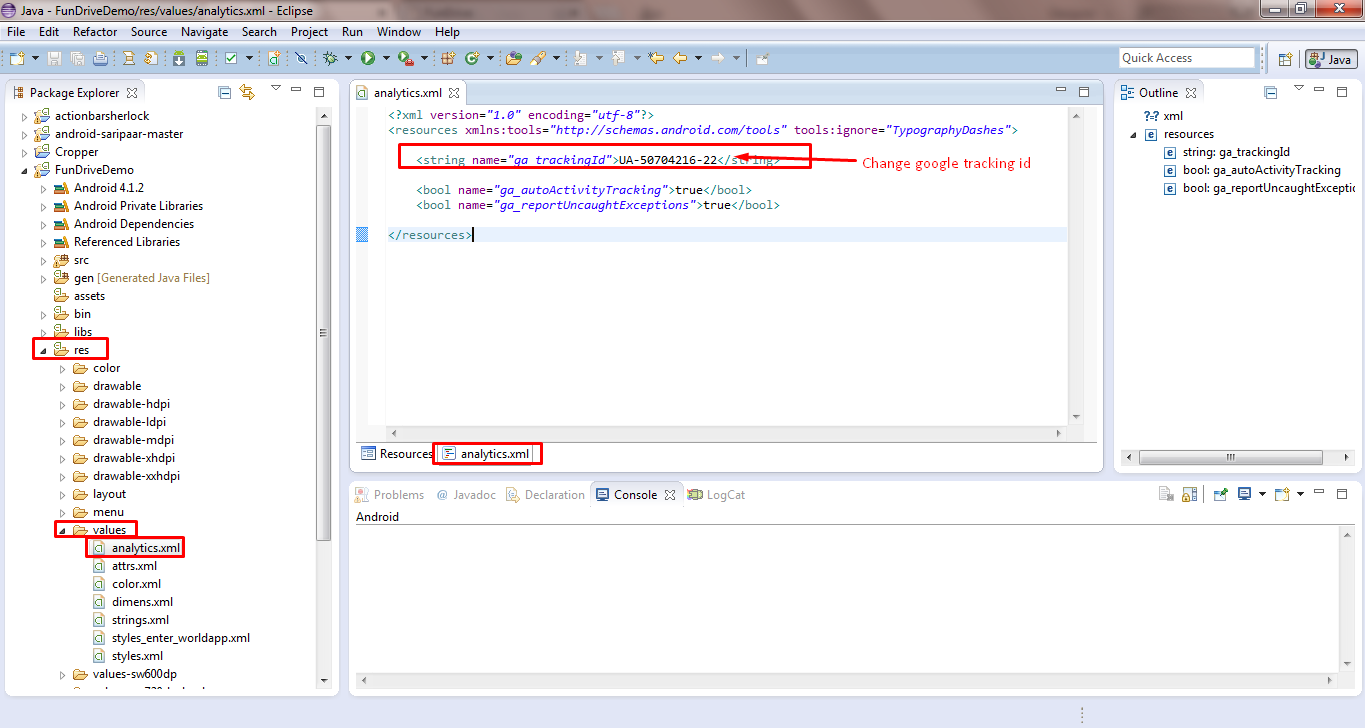 Java - FunDriveDemo/res/values/analytics.xml - Eclipse
File Edit Refactor Source Navigate Search Project Run Window Help
Quick Access
Java
Package Explorer
actionbarsherlock
android-saripaar-master
Cropper
FunDriveDemo
Android 4.1.2
Android Private Libraries
Android Dependencies
Referenced Libraries
src
gen [Generated Java Files]
assets
bin
libs
res
color
drawable
drawable-hdpi
drawable-ldpi
drawable-mdpi
drawable-xhdpi
drawable-xxhdpi
layout
menu
values
analytics.xml
attrs.xml
color.xml
dimens.xml
strings.xml
styles_enter_worldapp.xml
styles.xml
values-sw600dp
analytics.xml
<?xml version="1.0" encoding="utf-8"?>
<resources xmlns:tools="http://schemas.android.com/tools" tools:ignore="TypographyDashes">
<string name="ga_trackingId">UA-50704216-22</string>
Change google tracking id
<bool name="ga_autoActivityTracking">true</bool>
<bool name="ga_reportUncaughtExceptions">true</bool>
</resources>
Resources analytics.xml
Outline
xml
resources
string: ga_trackingId
bool: ga_autoActivityTracking
bool: ga_reportUncaughtExceptio
Problems @ Javadoc Declaration Console LogCat
Android